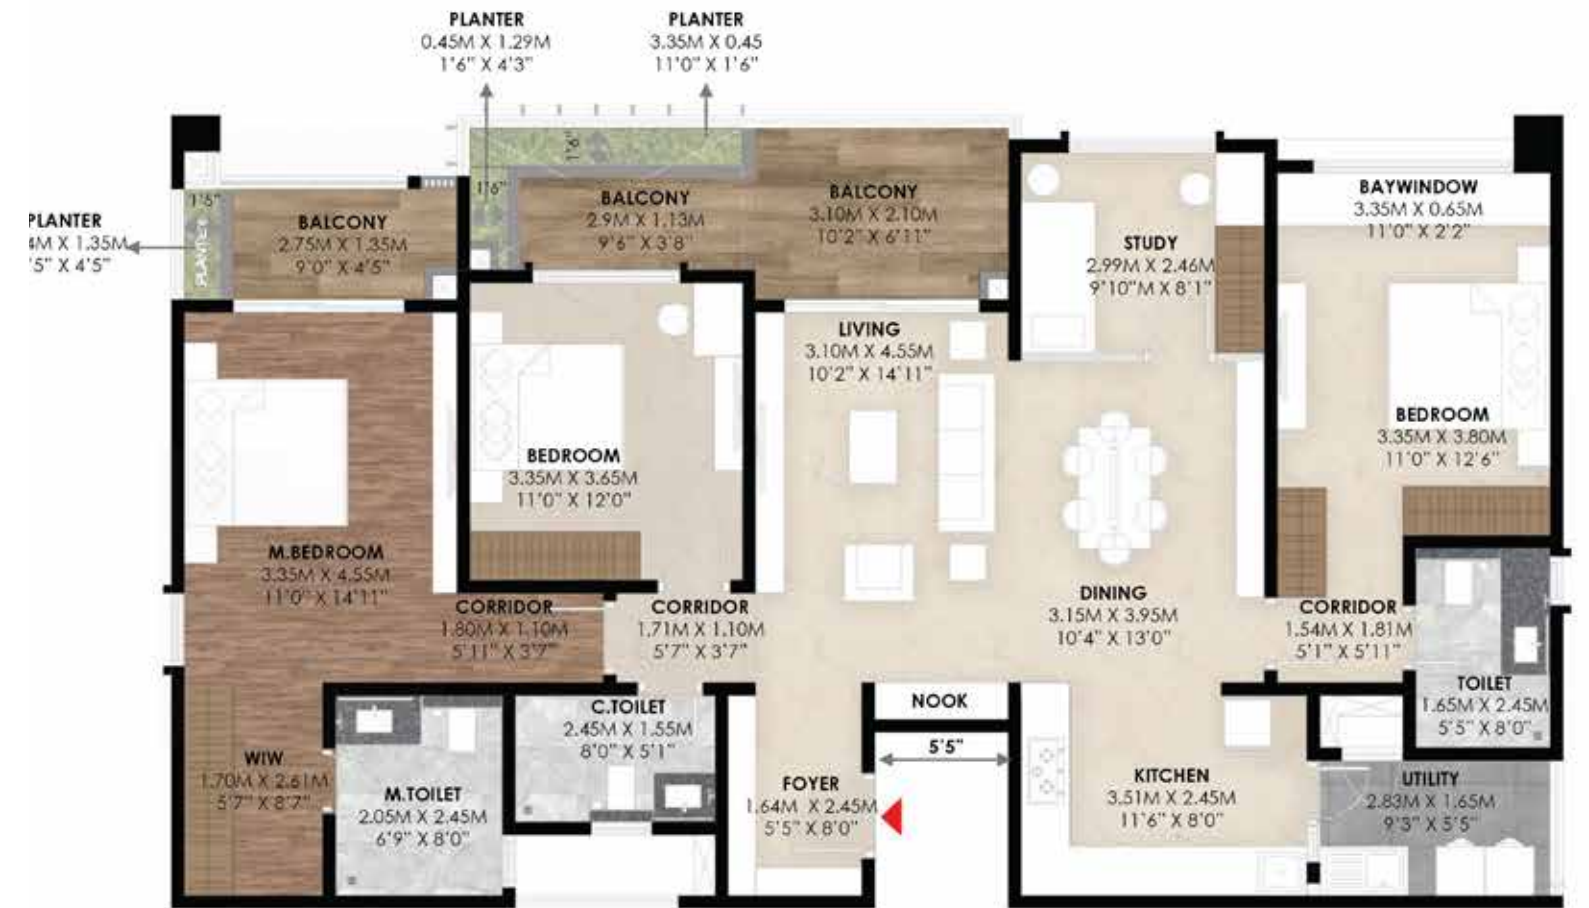 PLANTER
0.45M X 1.29M
1'6" X 4'3"
PLANTER
3.35M X 0.45
11'0" X 1'6"
1'6"
1'6"
1'5"
PLANTER
PLANTER
4M X 1.35M
'5" X 4'5"
BALCONY
2.75M X 1.35M
9'0" X 4'5"
BALCONY
2.9M X 1.13M
9'6" X 3'8"
BALCONY
3.10M X 2.10M
10'2" X 6'11"
STUDY
2.99M X 2.46M
9'10"M X 8'1"
BAYWINDOW
3.35M X 0.65M
11'0" X 2'2"
LIVING
3.10M X 4.55M
10'2" X 14'11"
BEDROOM
3.35M X 3.65M
11'0" X 12'0"
BEDROOM
3.35M X 3.80M
11'0" X 12'6"
M.BEDROOM
3.35M X 4.55M
11'0" X 14'11"
CORRIDOR
1.80M X 1.10M
5'11" X 3'7"
CORRIDOR
1.71M X 1.10M
5'7" X 3'7"
DINING
3.15M X 3.95M
10'4" X 13'0"
CORRIDOR
1.54M X 1.81M
5'1" X 5'11"
TOILET
1.65M X 2.45M
5'5" X 8'0"
C.TOILET
2.45M X 1.55M
8'0" X 5'1"
NOOK
5'5"
WIW
1.70M X 2.61M
5'7" X 8'7"
M.TOILET
2.05M X 2.45M
6'9" X 8'0"
FOYER
1.64M X 2.45M
5'5" X 8'0"
KITCHEN
3.51M X 2.45M
11'6" X 8'0"
UTILITY
2.83M X 1.65M
9'3" X 5'5"